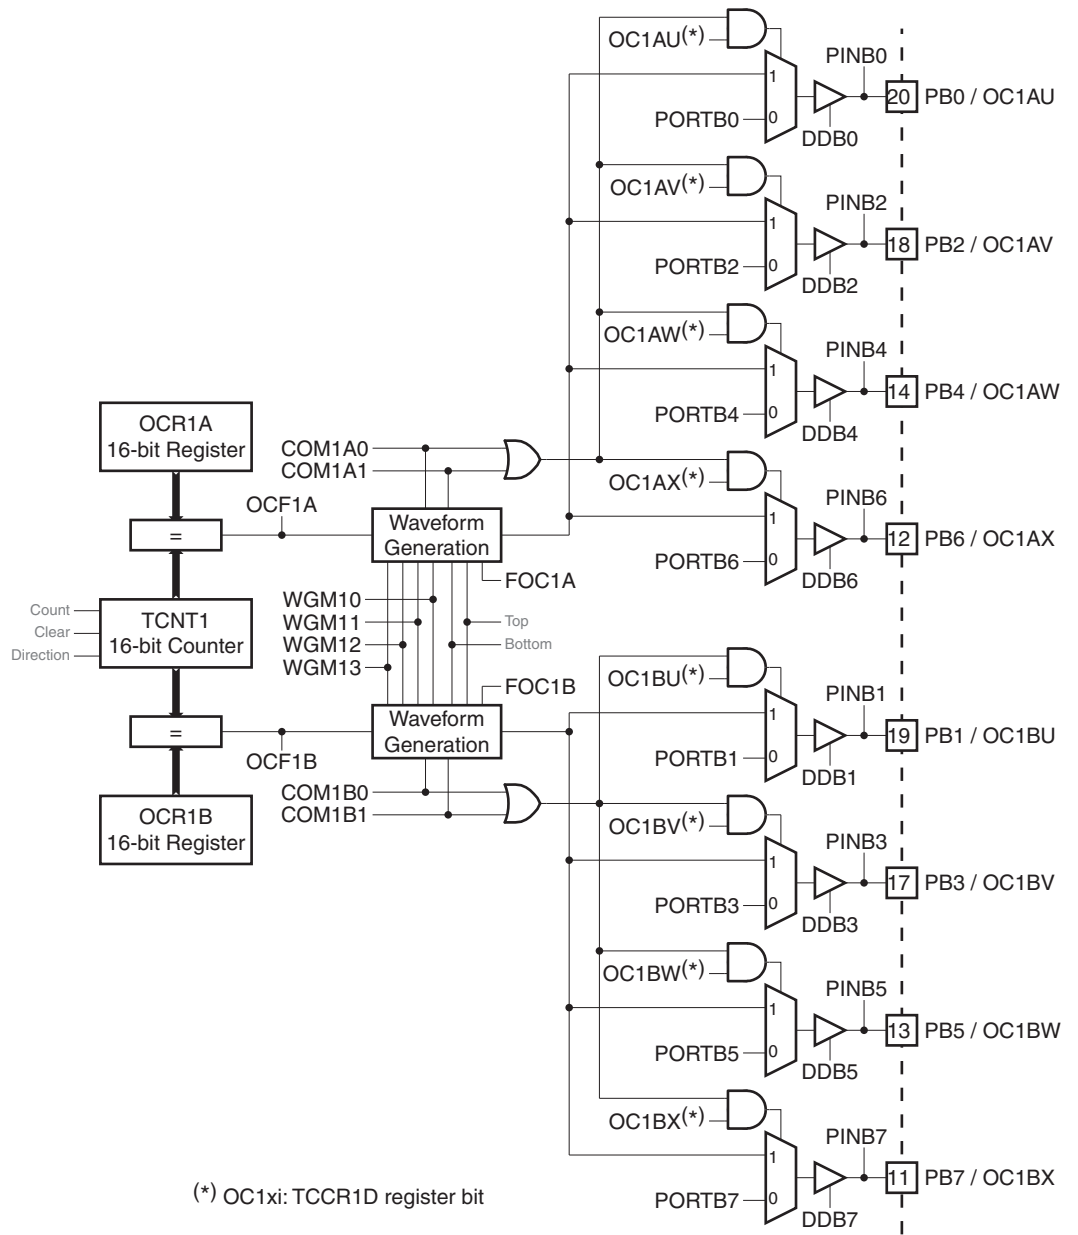 OC1AU(*)
PINB0
1
20 PB0 / OC1AU
PORTB0
0
DDB0
OC1AV(*)
PINB2
1
18 PB2 / OC1AV
PORTB2
0
DDB2
OC1AW(*)
PINB4
1
14 PB4 / OC1AW
PORTB4
0
DDB4
OCR1A
16-bit Register
COM1A0
COM1A1
OC1AX(*)
PINB6
1
12 PB6 / OC1AX
PORTB6
0
DDB6
OCF1A
=
Waveform
Generation
FOC1A
WGM10
WGM11
WGM12
WGM13
Top
Bottom
Count
Clear
Direction
TCNT1
16-bit Counter
FOC1B
Waveform
Generation
=
OCF1B
COM1B0
COM1B1
OCR1B
16-bit Register
OC1BU(*)
PINB1
1
19 PB1 / OC1BU
PORTB1
0
DDB1
OC1BV(*)
PINB3
1
17 PB3 / OC1BV
PORTB3
0
DDB3
OC1BW(*)
PINB5
1
13 PB5 / OC1BW
PORTB5
0
DDB5
OC1BX(*)
PINB7
1
11 PB7 / OC1BX
PORTB7
0
DDB7
(*) OC1xi: TCCR1D register bit